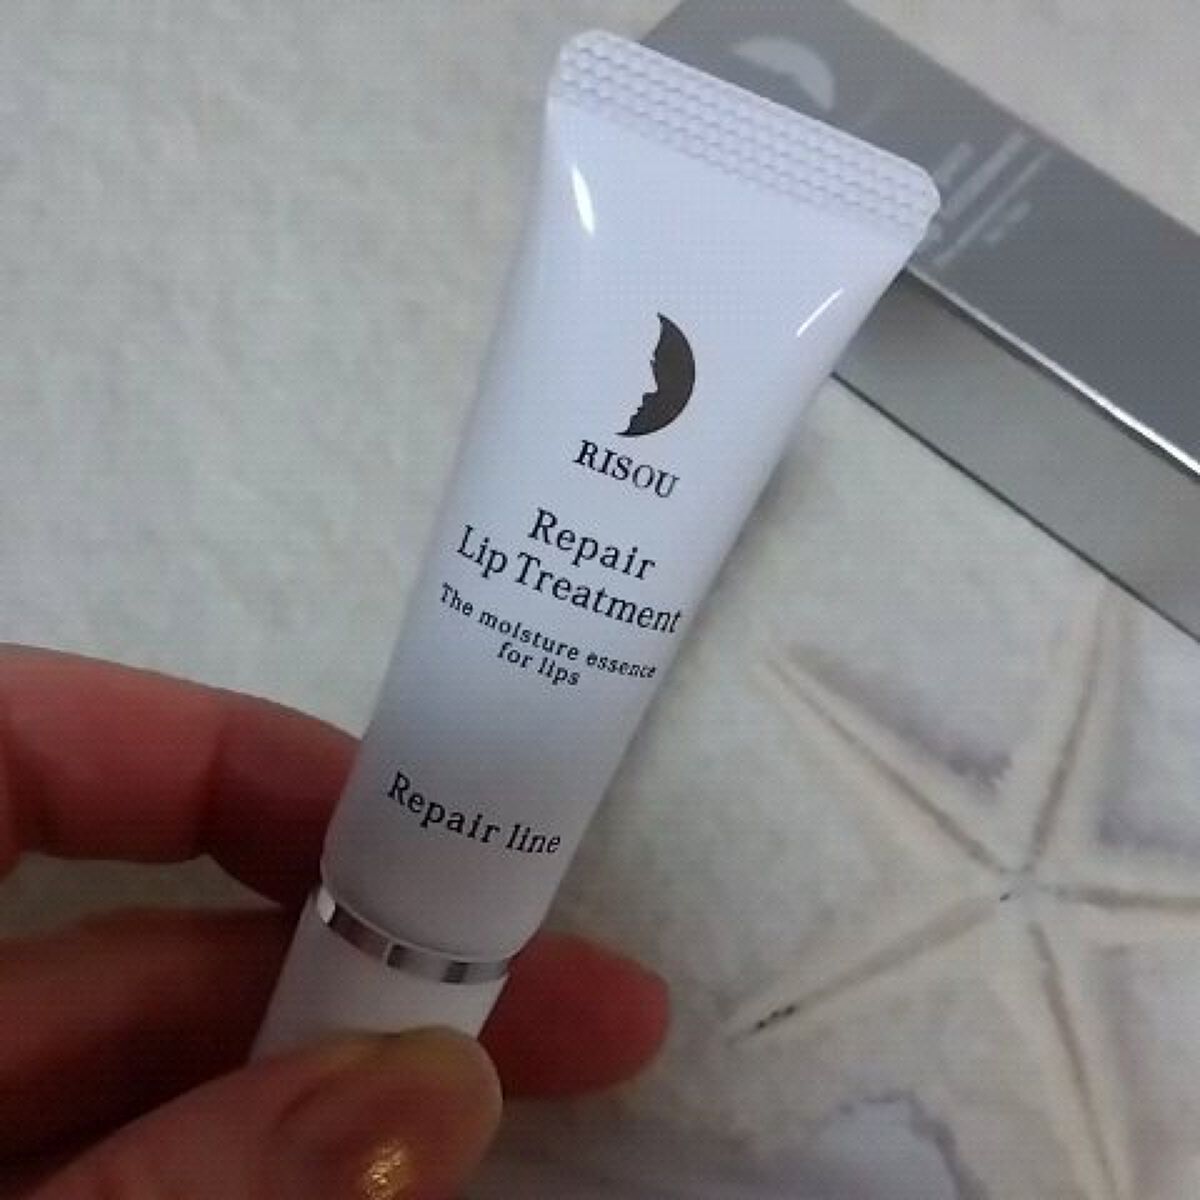 RISOU
Repair
Lip Treatment
The moisture essence
for lips
Repair line